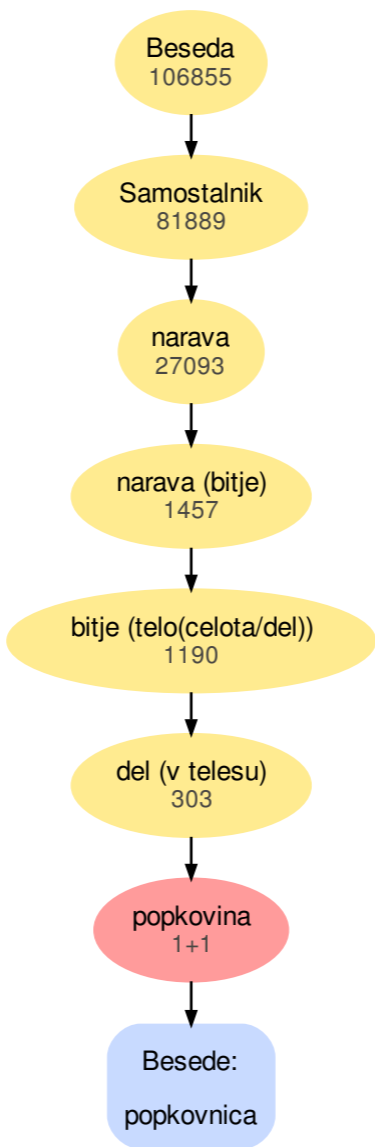 Beseda
106855
Samostalnik
81889
narava
27093
narava (bitje)
1457
bitje (telo(celota/del))
1190
del (v telesu)
303
popkovina
1+1
Besede:
popkovnica